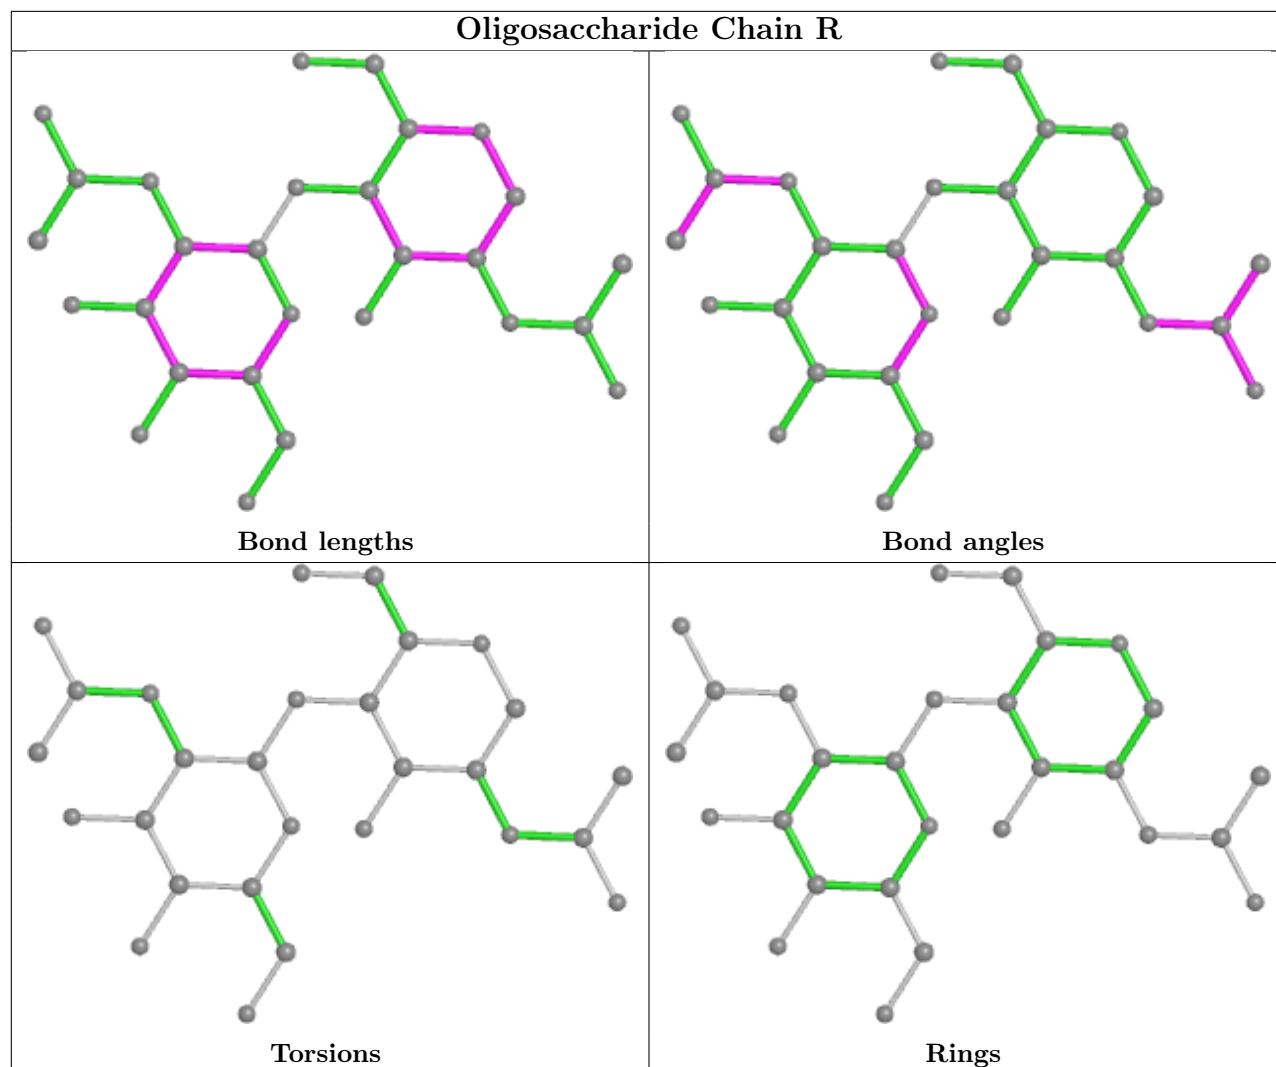 Oligosaccharide Chain R
Bond lengths
Bond angles
Torsions
Rings